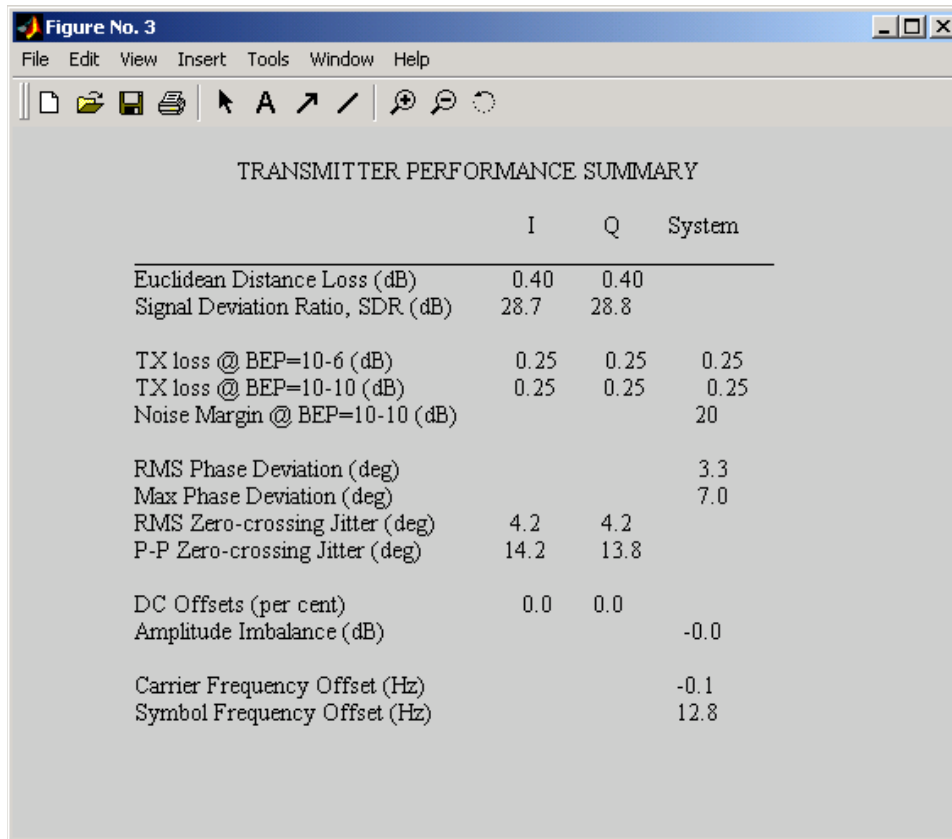 Figure No. 3
File Edit View Insert Tools Window Help
A
TRANSMITTER PERFORMANCE SUMMARY
I Q System
Euclidean Distance Loss (dB) 0.40 0.40
Signal Deviation Ratio, SDR (dB) 28.7 28.8
TX loss @ BEP=10-6 (dB) 0.25 0.25 0.25
TX loss @ BEP=10-10 (dB) 0.25 0.25 0.25
Noise Margin @ BEP=10-10 (dB) 20
RMS Phase Deviation (deg) 3.3
Max Phase Deviation (deg) 7.0
RMS Zero-crossing Jitter (deg) 4.2 4.2
P-P Zero-crossing Jitter (deg) 14.2 13.8
DC Offsets (per cent) 0.0 0.0
Amplitude Imbalance (dB) -0.0
Carrier Frequency Offset (Hz) -0.1
Symbol Frequency Offset (Hz) 12.8